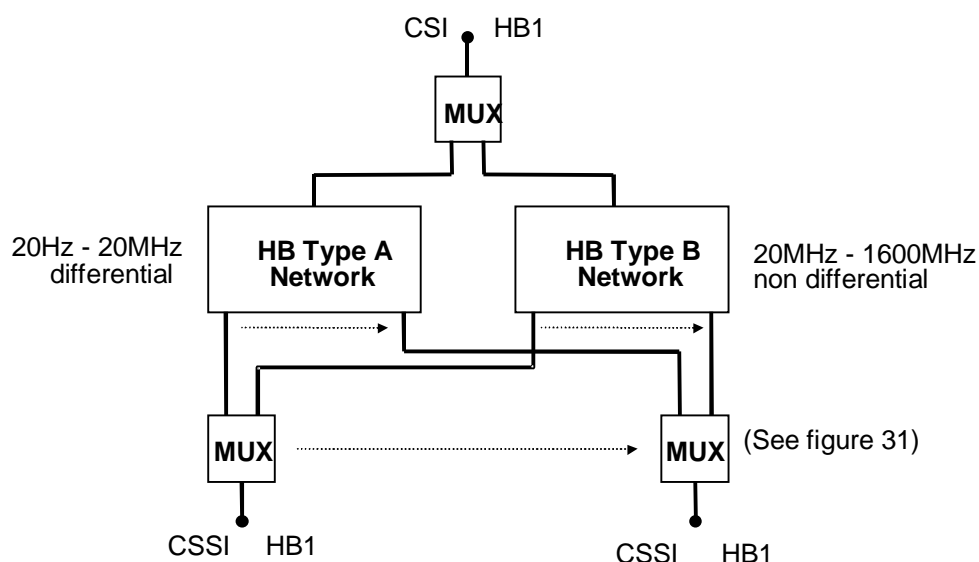 CSI HB1
MUX
20Hz - 20MHz
differential
HB Type A
Network
HB Type B
Network
20MHz - 1600MHz
non differential
MUX
MUX
(See figure 31)
CSSI HB1
CSSI HB1